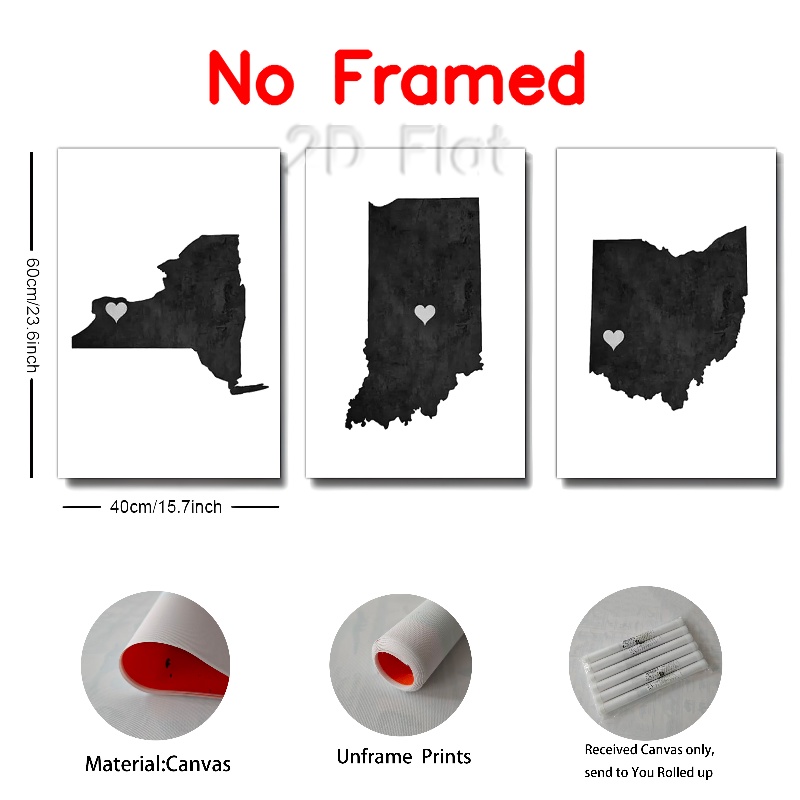 No Framed
2D Flat
60cm/23.6inch
40cm/15.7inch
Material:Canvas
Unframe Prints
Received Canvas only,
send to You Rolled up